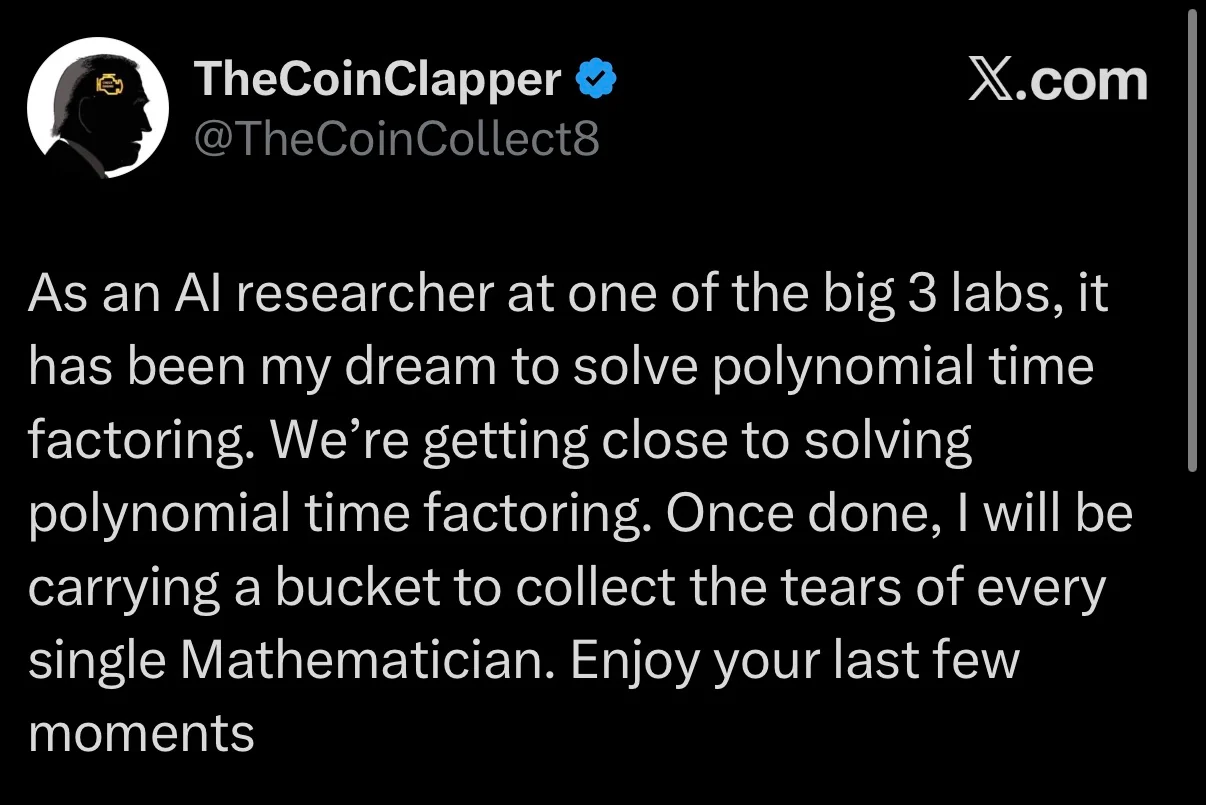 TheCoinClapper
X.com
@TheCoinCollect8
As an AI researcher at one of the big 3 labs, it
has been my dream to solve polynomial time
factoring. We’re getting close to solving
polynomial time factoring. Once done, I will be
carrying a bucket to collect the tears of every
single Mathematician. Enjoy your last few
moments